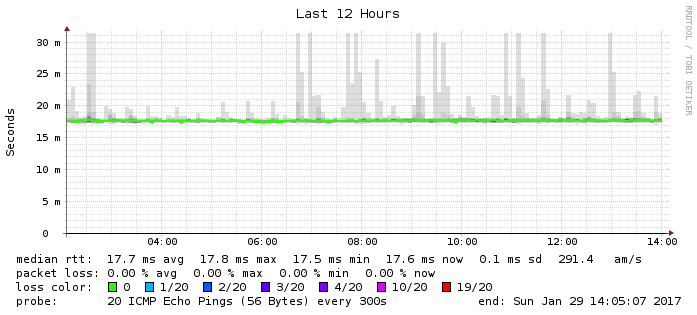 Last 12 Hours
RRDTOOL / TOBI OETIKER
Seconds
30 m
25 m
20 m
15 m
10 m
5 m
0
04:00 06:00 08:00 10:00 12:00 14:00
median rtt: 17.7 ms avg 17.8 ms max 17.5 ms min 17.6 ms now 0.1 ms sd 291.4 am/s
packet loss: 0.00 % avg 0.00 % max 0.00 % min 0.00 % now
loss color: 0 1/20 2/20 3/20 4/20 10/20 19/20
probe: 20 ICMP Echo Pings (56 Bytes) every 300s end: Sun Jan 29 14:05:07 2017